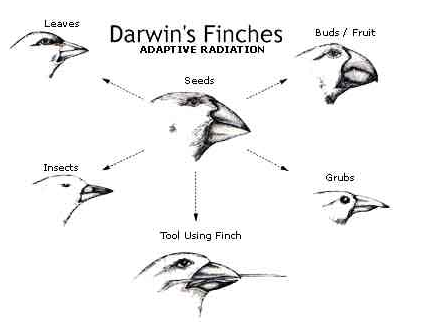 Leaves
Darwin's Finches
ADAPTIVE RADIATION
Buds / Fruit
Seeds
Insects
Grubs
Tool Using Finch